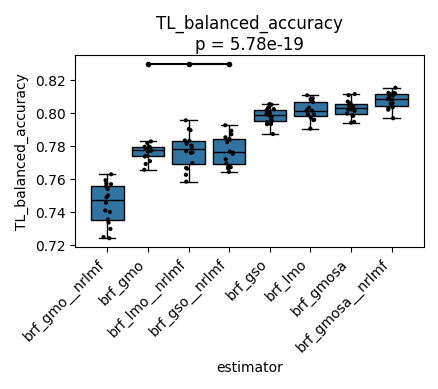 TL_balanced_accuracy
p = 5.78e-19
TL_balanced_accuracy
0.82
0.80
0.78
0.76
0.74
0.72
brf_gmo__nrlmf
brf_gmo
brf_lmo__nrlmf
brf_gso__nrlmf
brf_gso
brf_lmo
brf_gmosa
brf_gmosa__nrlmf
estimator